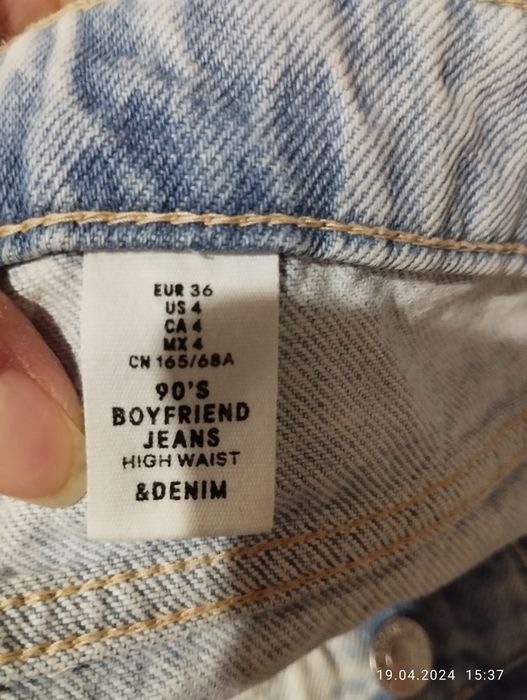 EUR 36
US 4
CA 4
MX 4
CN 165/68A
90'S
BOYFRIEND
JEANS
HIGH WAIST
&DENIM
19.04.2024 15:37